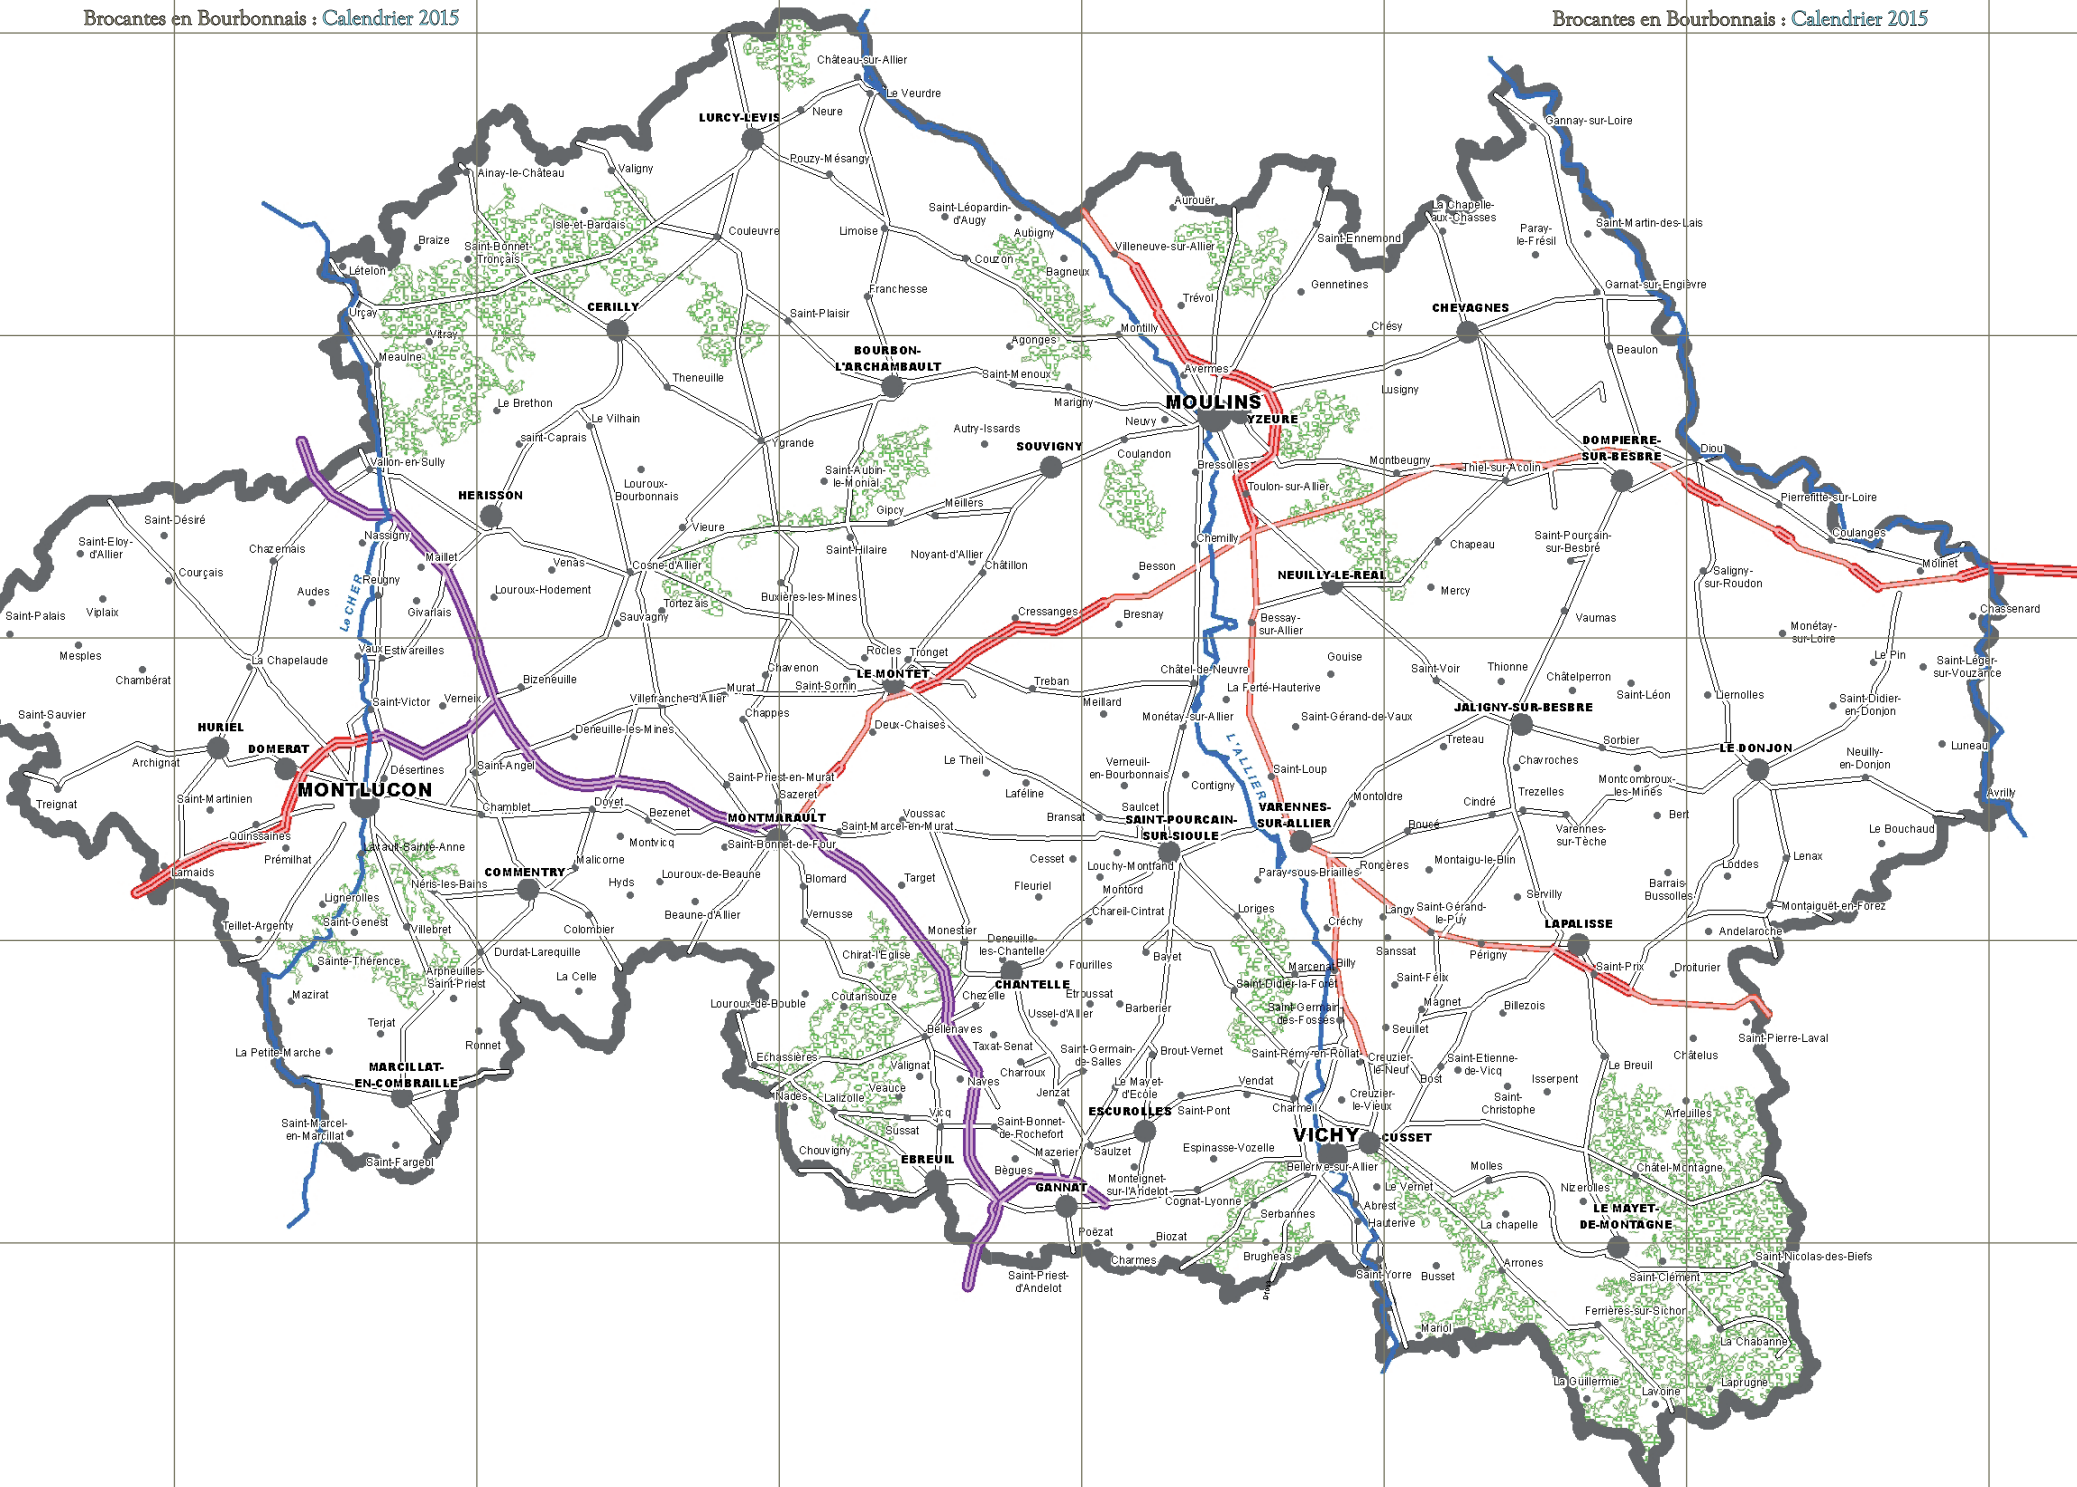 Brocantes en Bourbonnais : Calendrier 2015
Brocantes en Bourbonnais : Calendrier 2015
Château-sur-Allier
Le Veurdre
LURCY-LEVIS
Neure
Gannay-sur-Loire
Pouzy-Mésangy
Ainay-le-Château
Valigny
Aurouër
La Chapelle-
aux-Chasses
Saint-Léopardin-
d'Augy
Isle-et-Bardais
Couleuvre
Limoise
Aubigny
Paray-
le-Frésil
Saint-Martin-des-Lais
Braize
Saint-Bonnet-
Tronçais
Villeneuve-sur-Allier
Saint-Ennemond
Couzon
Lételon
Bagneux
Franchesse
Trévol
Gennetines
Garnat-sur-Engièvre
CERILLY
Urçay
Saint-Plaisir
CHEVAGNES
Vitray
Montilly
Chésy
Agonges
Beaulon
Meaulne
BOURBON-
L'ARCHAMBAULT
Theneuille
Saint-Menoux
Avermes
Lusigny
Le Brethon
Marigny
MOULINS
Le Vilhain
Neuvy
YZEURE
saint-Caprais
Ygrande
Autry-Issards
SOUVIGNY
DOMPIERRE-
SUR-BESBRE
Coulandon
Diou
Vallon-en-Sully
Saint-Aubin-
le-Monial
Bressolles
Montbeugny
Thiel-sur-Acolin
HERISSON
Louroux-
Bourbonnais
Toulon-sur-Allier
Pierrefitte-sur-Loire
Meillers
Gipcy
Saint-Désiré
Vieure
Nassigny
Coulanges
Saint-Eloy-
d'Allier
Chazemais
Saint-Hilaire
Noyant-d'Allier
Chemilly
Chapeau
Saint-Pourçain-
sur-Besbré
Maillet
Venas
Cosne-d'Allier
Châtillon
Besson
NEUILLY-LE-REAL
Molinet
Courçais
Reugny
Saligny-
sur-Roudon
Audes
Louroux-Hodement
Mercy
Le CHER
Viplaix
Givarlais
Tortezais
Buxières-les-Mines
Cressanges
Bresnay
Chassenard
Saint-Palais
Sauvagny
Bessay-
sur-Allier
Vaumas
Monétay-
sur-Loire
Mesples
Vaux
Estivareilles
Rocles
Tronget
Le Pin
La Chapelaude
Chavenon
LE MONTET
Châtel-de-Neuvre
Gouise
Saint-Voir
Thionne
Saint-Léger-
sur-Vouzance
Chambérat
Bizeneuille
Murat
Saint-Sornin
Treban
La Ferté-Hauterive
Châtelperron
Saint-Léon
Liernolles
Saint-Victor
Verneix
Villefranche-d'Allier
Meillard
Saint-Didier-
en-Donjon
Saint-Sauvier
Chappes
Deux-Chaises
Monétay-sur-Allier
Saint-Gérand-de-Vaux
JALIGNY-SUR-BESBRE
HURIEL
Deneuille-les-Mines
L'ALLIER
Treteau
Sorbier
LE DONJON
Luneau
DOMERAT
Archignat
Désertines
Saint-Angel
Saint-Priest-en-Murat
Le Theil
Verneuil-
en-Bourbonnais
Saint-Loup
Chavroches
Neuilly-
en-Donjon
MONTLUCON
Sazeret
Laféline
Contigny
Montoldre
Montcombroux-
les-Mines
Treignat
Saint-Martinien
Chamblet
Doyet
Bezenet
MONTMARAULT
Voussac
Saulcet
VARENNES-
SUR-ALLIER
Cindré
Trezelles
Avrilly
Bransat
SAINT-POURCAIN-
SUR-SIOULE
Saint-Marcel-en-Murat
Boucé
Varennes-
sur-Tèche
Bert
Le Bouchaud
Quinssaines
Prémilhat
Lavault-Sainte-Anne
Montvicq
Saint-Bonnet-de-Four
Cesset
Louchy-Montfand
Paray-sous-Briailles
Rongères
Montaigu-le-Blin
Loddes
Lenax
Lamaids
COMMENTRY
Malicorne
Néris-les-Bains
Hyds
Louroux-de-Beaune
Blomard
Target
Fleuriel
Montord
Servilly
Barrais-
Bussolles
Lignerolles
Montaiguët-en-Forez
Teillet-Argenty
Saint-Genest
Villebret
Colombier
Beaune-d'Allier
Vernusse
Chareil-Cintrat
Loriges
Créchy
Langy
Saint-Gérand-
le-Puy
LAPALISSE
Andelaroche
Monestier
Deneuille-
les-Chantelle
Durdat-Larequille
Chirat-l'Eglise
Bayet
Sanssat
Périgny
Sainte-Thérence
Arpheuilles-
Saint-Priest
La Celle
Fourilles
Marcenat
Billy
Saint-Prix
Droiturier
CHANTELLE
Saint-Félix
Saint-Didier-la-Forêt
Mazirat
Louroux-de-Bouble
Coutansouze
Chezelle
Etroussat
Barberier
Magnet
Billezois
Saint-Germain-
des-Fosses
Terjat
Ussel-d'Allier
Bellenaves
Seuillet
Saint-Pierre-Laval
La Petite-Marche
Ronnet
Taxat-Senat
Saint-Germain-
de-Salles
Brout-Vernet
Saint-Rémy-en-Rollat
Creuzier-
le-Neuf
Saint-Etienne-
de-Vicq
Châtelus
Echassières
Valignat
Charroux
Le Breuil
MARCILLAT-
EN-COMBRAILLE
Naves
Le Mayet-
d'Ecole
Vendat
Bost
Isserpent
Veauce
Jenzat
Creuzier-
le-Vieux
Nades
Lalizolle
Saint-
Christophe
Charmeil
Vicq
ESCUROLLES
Saint-Pont
Arfeuilles
Saint-Marcel-
en-Marcillat
Sussat
Saint-Bonnet-
de-Rochefort
VICHY
CUSSET
Chouvigny
Mazerier
Saulzet
Espinasse-Vozelle
Saint-Fargeol
EBREUIL
Bègues
Bellerive-sur-Allier
Molles
Châtel-Montagne
GANNAT
Monteignet-
sur-l'Andelot
Le Vernet
Nizerolles
Cognat-Lyonne
Abrest
Serbannes
Hauterive
La chapelle
LE MAYET-
DE-MONTAGNE
Poëzat
Biozat
Charmes
Brugheas
Arrones
Saint-Nicolas-des-Biefs
Saint-Priest-
d'Andelot
Saint-Yorre
Busset
Saint-Clément
Ferrières-sur-Sichon
Mariol
La Chabanne
La Guillermie
Lavoine
Laprugne